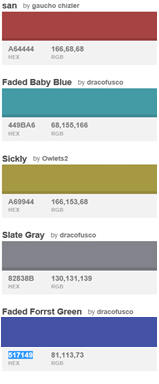 san by gaucho chizler
A64444 166,68,68
HEX RGB
Faded Baby Blue by dracofusco
449BA6 68,155,166
HEX RGB
Sickly by Owlets2
A69944 166,153,68
HEX RGB
Slate Gray by dracofusco
82838B 130,131,139
HEX RGB
Faded Forrst Green by dracofusco
517149 81,113,73
HEX RGB